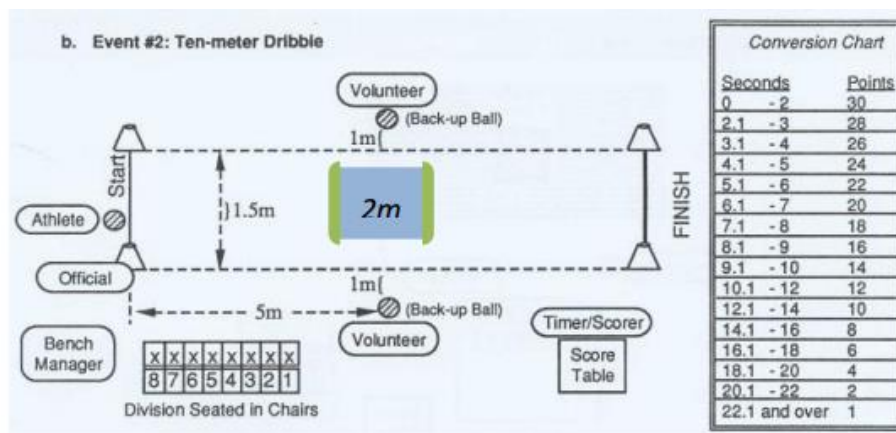 b. Event #2: Ten-meter Dribble
Volunteer
(Back-up Ball)
1m{
Start
Athlete
}1.5m
2m
FINISH
Official
1m{
5m
(Back-up Ball)
Volunteer
Timer/Scorer
Bench
Manager
x x x x x x x x
8 7 6 5 4 3 2 1
Score
Table
Division Seated in Chairs
Conversion Chart
Seconds Points
0 - 2 30
2.1 - 3 28
3.1 - 4 26
4.1 - 5 24
5.1 - 6 22
6.1 - 7 20
7.1 - 8 18
8.1 - 9 16
9.1 - 10 14
10.1 - 12 12
12.1 - 14 10
14.1 - 16 8
16.1 - 18 6
18.1 - 20 4
20.1 - 22 2
22.1 and over 1